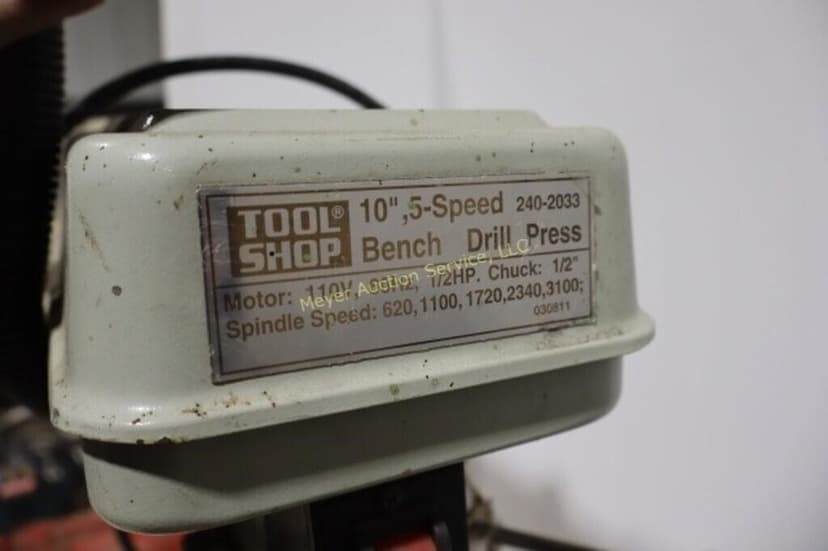 TOOL® SHOP
10", 5-Speed 240-2033
Bench Drill Press
Motor: 110V, 60Hz, 1/2HP. Chuck: 1/2"
Spindle Speed: 620, 1100, 1720, 2340, 3100;
030811
Meyer Auction Service, LLC